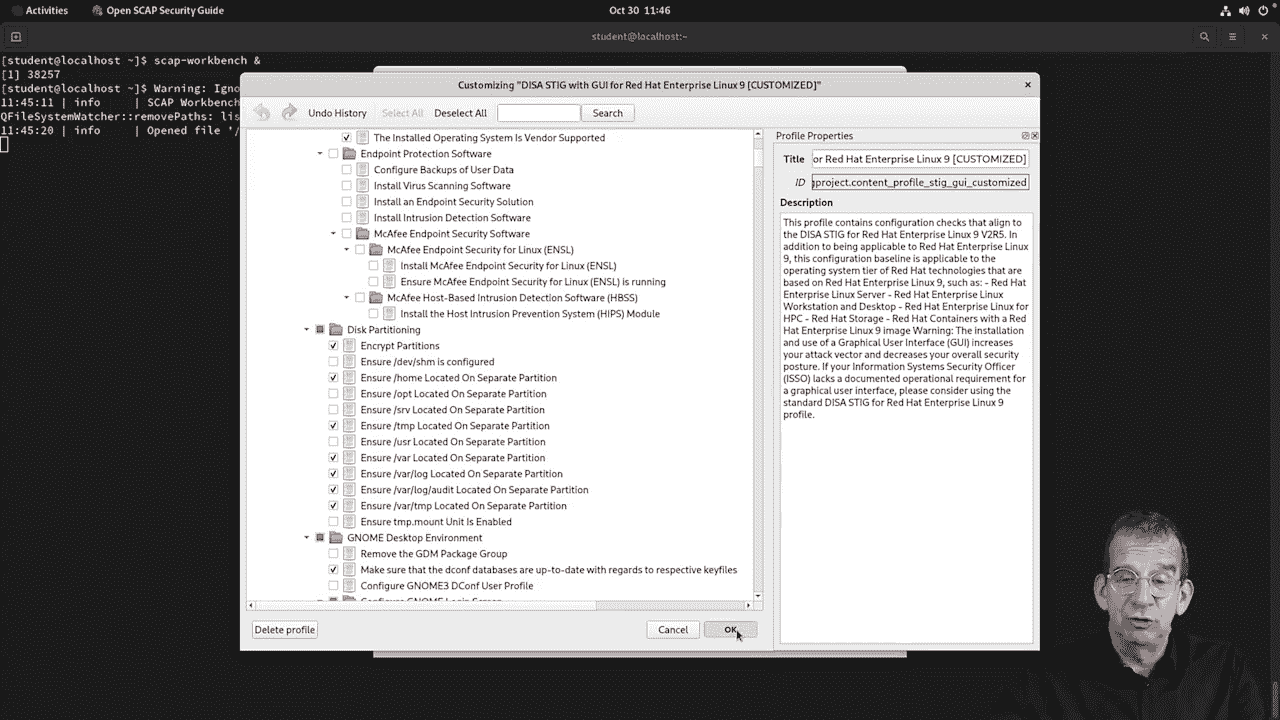 Activities Open SCAP Security Guide Oct 30 11:46
student@localhost:~
[student@localhost ~]$ scap-workbench &
[1] 38257
[student@localhost ~]$ Warning: Igno
11:45:11 | info | SCAP Workbenc
QFileSystemWatcher::removePaths: lis
11:45:20 | info | Opened file '/
Customizing "DISA STIG with GUI for Red Hat Enterprise Linux 9 [CUSTOMIZED]"
Undo History Select All Deselect All Search
The Installed Operating System Is Vendor Supported
Endpoint Protection Software
Configure Backups of User Data
Install Virus Scanning Software
Install an Endpoint Security Solution
Install Intrusion Detection Software
McAfee Endpoint Security Software
McAfee Endpoint Security for Linux (ENSL)
Install McAfee Endpoint Security for Linux (ENSL)
Ensure McAfee Endpoint Security for Linux (ENSL) is running
McAfee Host-Based Intrusion Detection Software (HBSS)
Install the Host Intrusion Prevention System (HIPS) Module
Disk Partitioning
Encrypt Partitions
Ensure /dev/shm is configured
Ensure /home Located On Separate Partition
Ensure /opt Located On Separate Partition
Ensure /srv Located On Separate Partition
Ensure /tmp Located On Separate Partition
Ensure /usr Located On Separate Partition
Ensure /var Located On Separate Partition
Ensure /var/log Located On Separate Partition
Ensure /var/log/audit Located On Separate Partition
Ensure /var/tmp Located On Separate Partition
Ensure tmp.mount Unit Is Enabled
GNOME Desktop Environment
Remove the GDM Package Group
Make sure that the dconf databases are up-to-date with regards to respective keyfiles
Configure GNOME3 DConf User Profile
Configure GNOME Login Screen
Delete profile Cancel OK
Profile Properties
Title or Red Hat Enterprise Linux 9 [CUSTOMIZED]
ID gproject.content_profile_stig_gui_customized
Description
This profile contains configuration checks that align to
the DISA STIG for Red Hat Enterprise Linux 9 V2R5. In
addition to being applicable to Red Hat Enterprise Linux
9, this configuration baseline is applicable to the
operating system tier of Red Hat technologies that are
based on Red Hat Enterprise Linux 9, such as: - Red Hat
Enterprise Linux Server - Red Hat Enterprise Linux
Workstation and Desktop - Red Hat Enterprise Linux for
HPC - Red Hat Storage - Red Hat Containers with a Red
Hat Enterprise Linux 9 image Warning: The installation
and use of a Graphical User Interface (GUI) increases
your attack vector and decreases your overall security
posture. If your Information Systems Security Officer
(ISSO) lacks a documented operational requirement for
a graphical user interface, please consider using the
standard DISA STIG for Red Hat Enterprise Linux 9
profile.